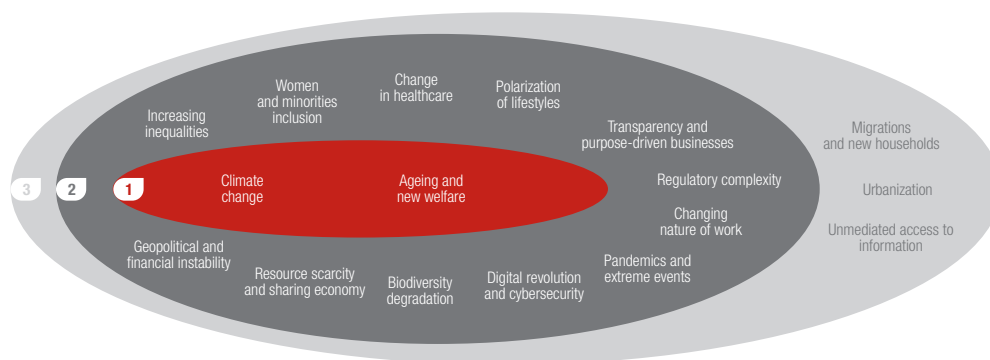 Women
and minorities
inclusion
Change
in healthcare
Polarization
of lifestyles
Increasing
inequalities
Transparency and
purpose-driven businesses
Migrations
and new households
3
2
1
Climate
change
Ageing and
new welfare
Regulatory complexity
Urbanization
Changing
nature of work
Unmediated access to
information
Geopolitical and
financial instability
Resource scarcity
and sharing economy
Biodiversity
degradation
Digital revolution
and cybersecurity
Pandemics and
extreme events